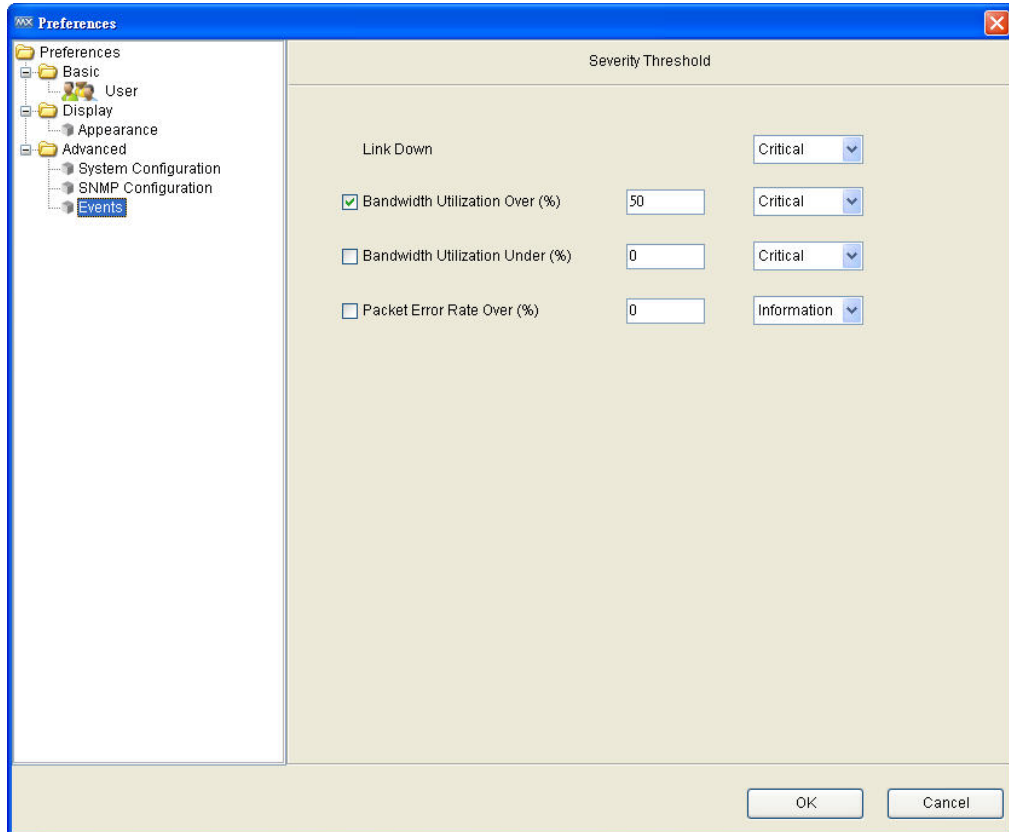 MX Preferences
Preferences
Basic
User
Display
Appearance
Advanced
System Configuration
SNMP Configuration
Events
Severity Threshold
Link Down Critical
Bandwidth Utilization Over (%) 50 Critical
Bandwidth Utilization Under (%) 0 Critical
Packet Error Rate Over (%) 0 Information
OK Cancel